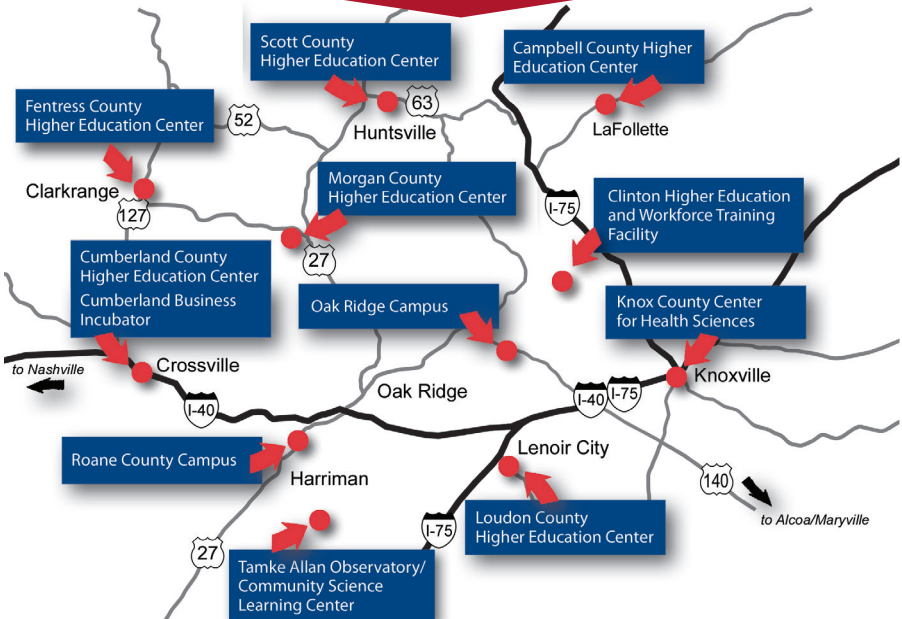 Scott County
Higher Education Center
Campbell County Higher
Education Center
63
Huntsville
LaFollette
Fentress County
Higher Education Center
52
Clarkrange
127
Morgan County
Higher Education Center
27
I-75
Clinton Higher Education
and Workforce Training
Facility
Cumberland County
Higher Education Center
Cumberland Business
Incubator
Oak Ridge Campus
Knox County Center
for Health Sciences
to Nashville
Crossville
Oak Ridge
Knoxville
I-40
I-40
I-75
Roane County Campus
Harriman
Lenoir City
140
to Alcoa/Maryville
Loudon County
Higher Education Center
I-75
27
Tamke Allan Observatory/
Community Science
Learning Center